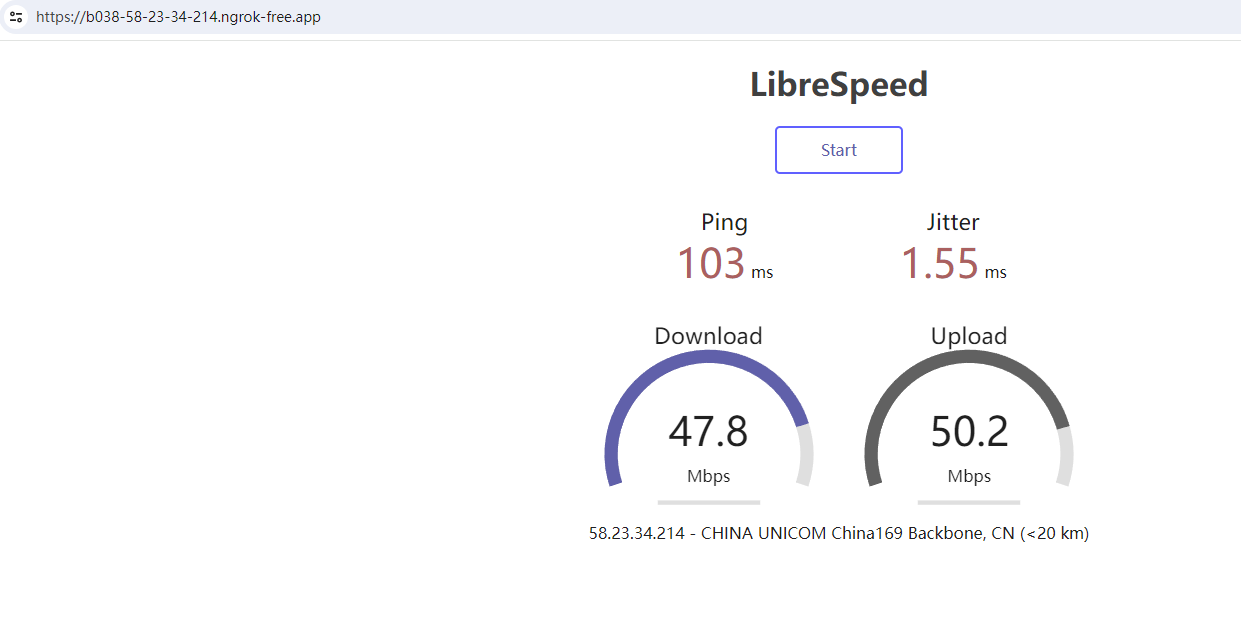 https://b038-58-23-34-214.ngrok-free.app
LibreSpeed
Start
Ping Jitter
103 ms 1.55 ms
Download Upload
47.8 50.2
Mbps Mbps
58.23.34.214 - CHINA UNICOM China169 Backbone, CN (<20 km)